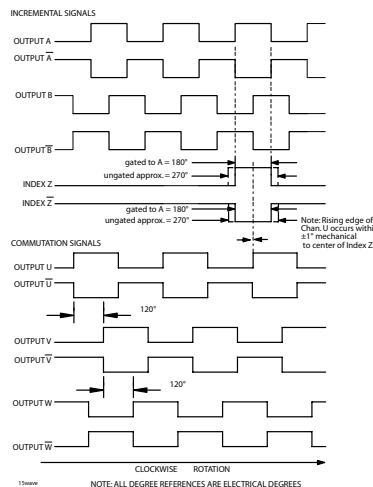 INCREMENTAL SIGNALS
OUTPUT A
OUTPUT A̅
OUTPUT B
OUTPUT B̅
gated to A = 180°
ungated approx. = 270°
INDEX Z
INDEX Z̅
gated to A = 180°
ungated approx. = 270°
Note: Rising edge of
Chan. U occurs withi
±1° mechanical
to center of Index Z
COMMUTATION SIGNALS
OUTPUT U
OUTPUT U̅
120°
OUTPUT V
OUTPUT V̅
120°
OUTPUT W
OUTPUT W̅
CLOCKWISE ROTATION
15wave
NOTE: ALL DEGREE REFERENCES ARE ELECTRICAL DEGREES